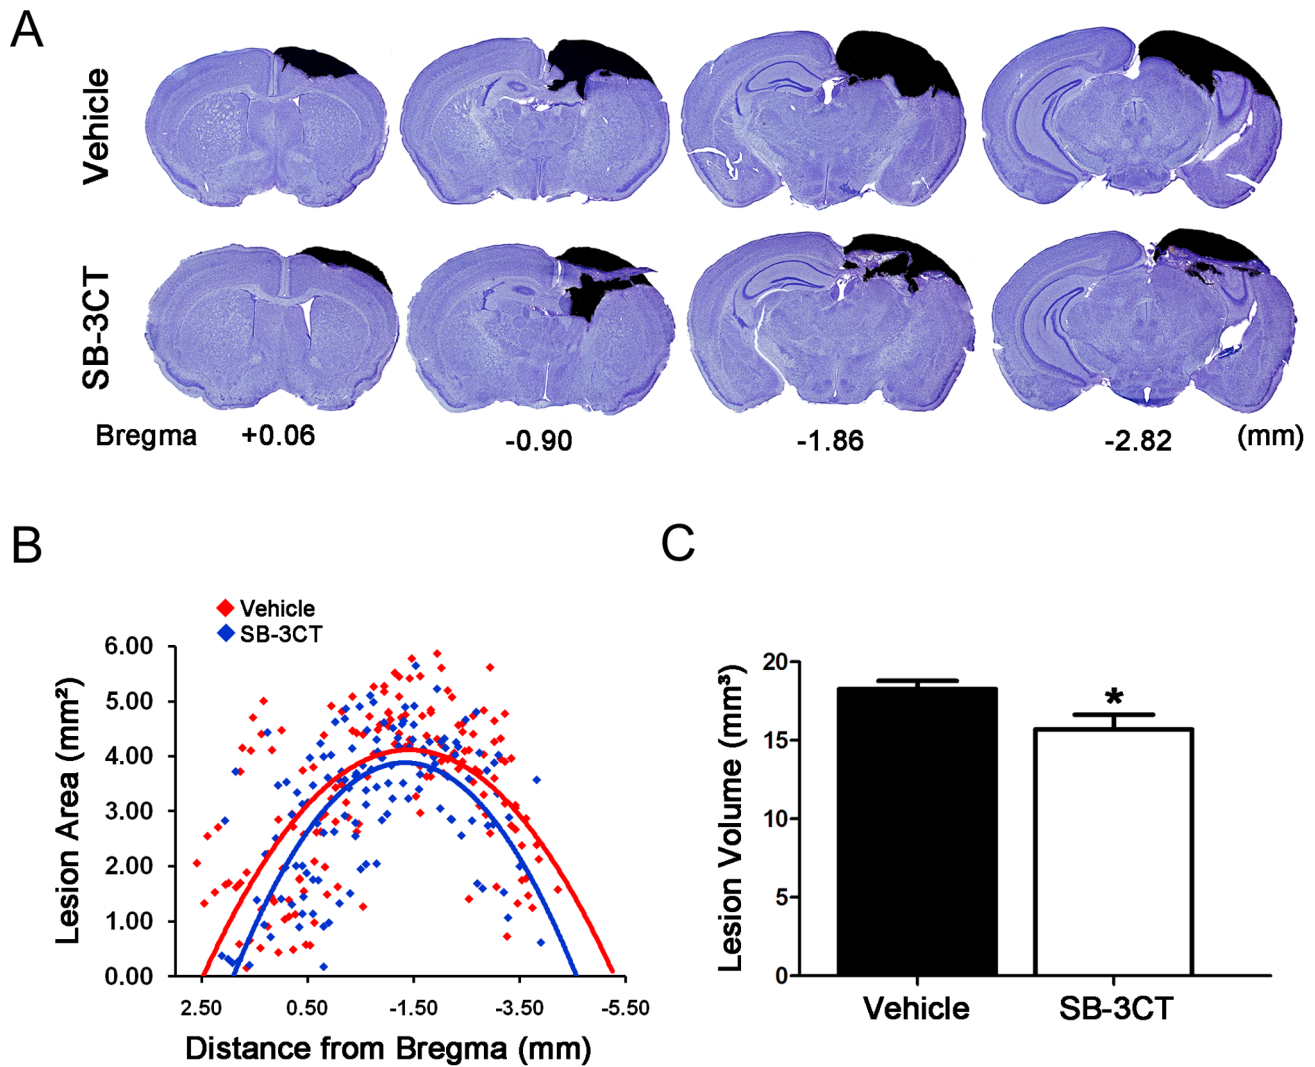 A
Vehicle
SB-3CT
Bregma +0.06 -0.90 -1.86 -2.82 (mm)
B
Vehicle
SB-3CT
6.00
5.00
4.00
3.00
2.00
1.00
0.00
Lesion Area (mm²)
2.50 0.50 -1.50 -3.50 -5.50
Distance from Bregma (mm)
C
20
15
10
5
0
Lesion Volume (mm³)
*
Vehicle SB-3CT